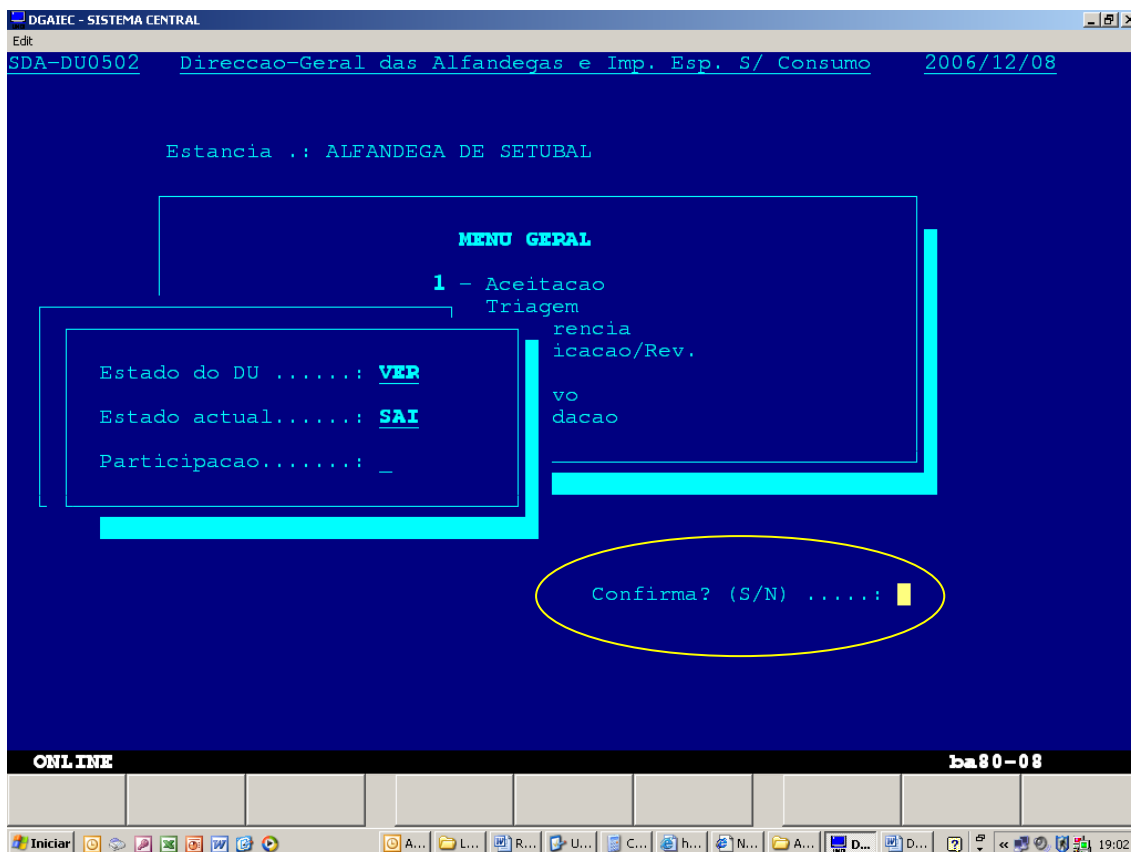 DGAIEC - SISTEMA CENTRAL
Edit
SDA-DU0502 Direccao-Geral das Alfandegas e Imp. Esp. S/ Consumo 2006/12/08
Estancia .: ALFANDEGA DE SETUBAL
MENU GERAL
1 - Aceitacao
Triagem
rencia
icacao/Rev.
vo
dacao
Estado do DU ......: VER
Estado actual......: SAI
Participacao.......: _
Confirma? (S/N) .....:
ONLINE ba80-08
Iniciar A... L... R... U... C... h... N... A... D... D... 19:02